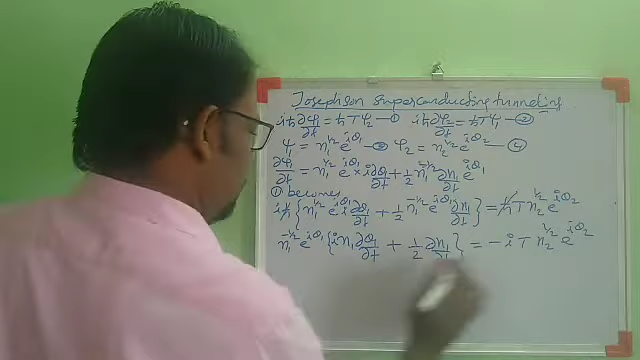 Josephson superconducting tunneling
iħ ∂ψ₁/∂t = ħTψ₂ —① iħ ∂ψ₂/∂t = ħTψ₁ —②
ψ₁ = n₁^{1/2} e^{iθ₁} —③ ψ₂ = n₂^{1/2} e^{iθ₂} —④
∂ψ₁/∂t = n₁^{1/2} e^{iθ₁} × i ∂θ₁/∂t + 1/2 n₁^{-1/2} ∂n₁/∂t e^{iθ₁}
① becomes
iħ { n₁^{1/2} e^{iθ₁} i ∂θ₁/∂t + 1/2 n₁^{-1/2} e^{iθ₁} ∂n₁/∂t } = ħT n₂^{1/2} e^{iθ₂}
n₁^{-1/2} e^{iθ₁} { i n₁ ∂θ₁/∂t + 1/2 ∂n₁/∂t } = − i T n₂^{1/2} e^{iθ₂}